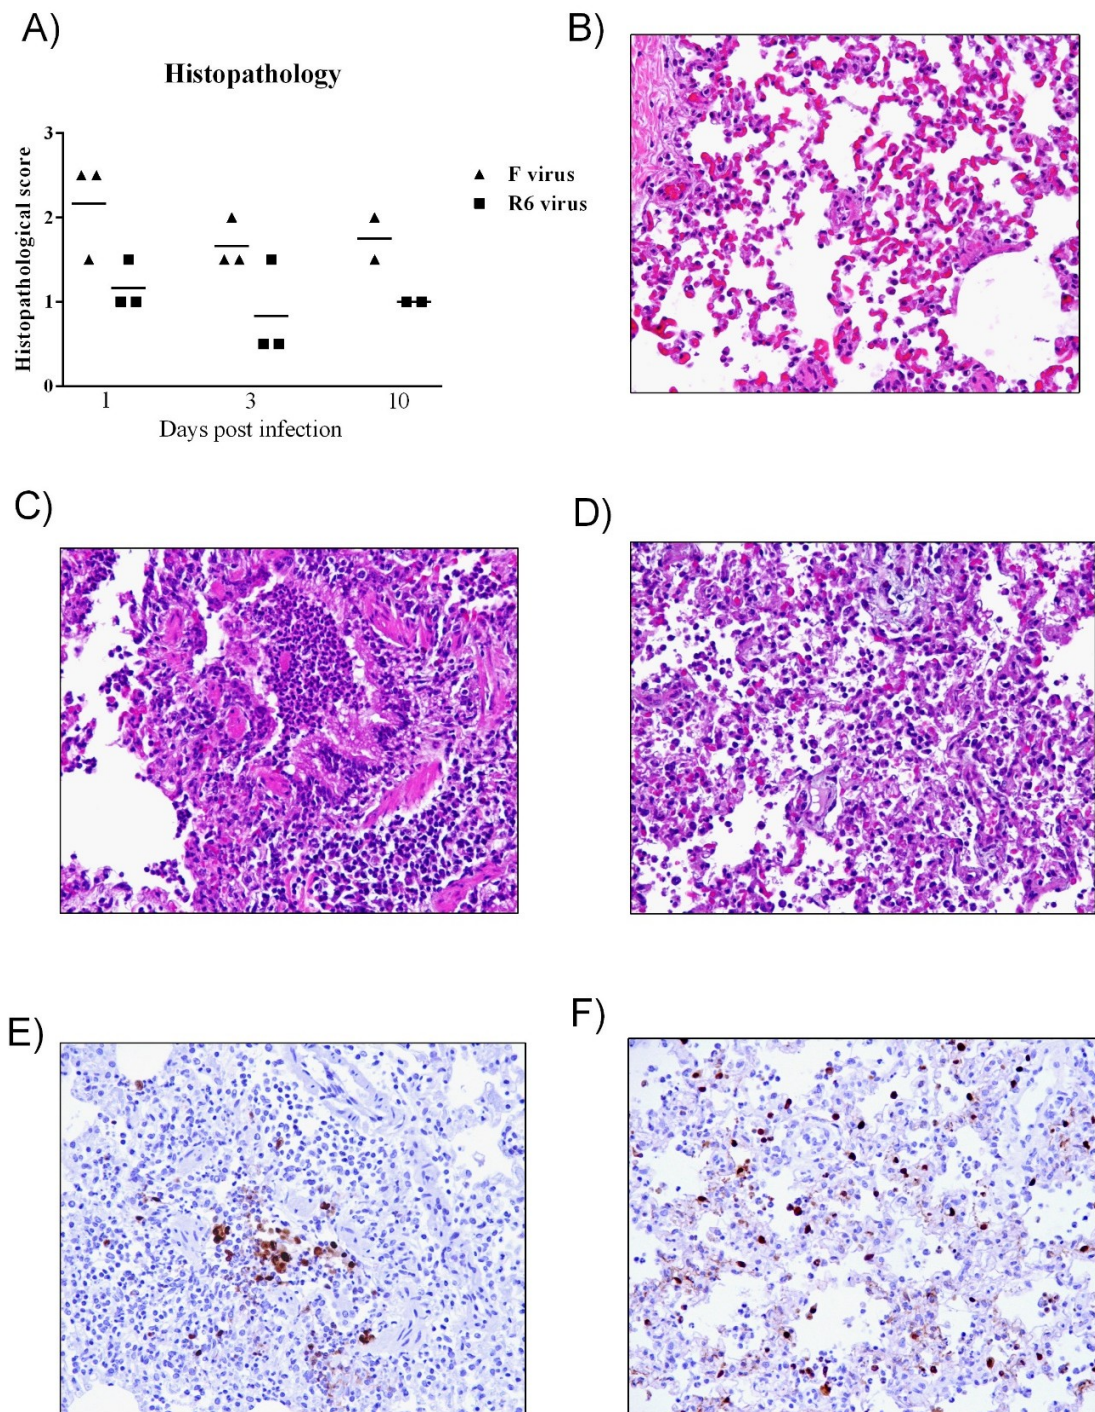 A)
Histopathology
Histopathological score
3
2
1
0
1
3
10
Days post infection
F virus
R6 virus
B)
C)
D)
E)
F)